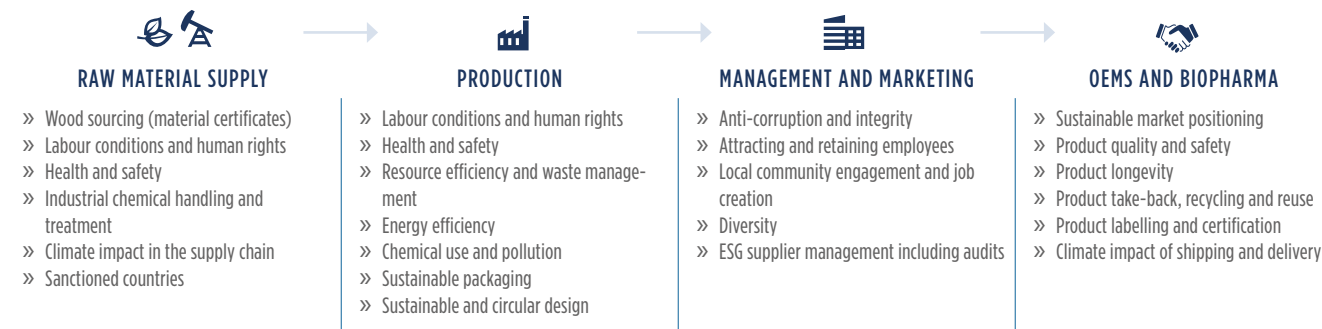 RAW MATERIAL SUPPLY
» Wood sourcing (material certificates)
» Labour conditions and human rights
» Health and safety
» Industrial chemical handling and
treatment
» Climate impact in the supply chain
» Sanctioned countries
PRODUCTION
» Labour conditions and human rights
» Health and safety
» Resource efficiency and waste manage-
ment
» Energy efficiency
» Chemical use and pollution
» Sustainable packaging
» Sustainable and circular design
MANAGEMENT AND MARKETING
» Anti-corruption and integrity
» Attracting and retaining employees
» Local community engagement and job
creation
» Diversity
» ESG supplier management including audits
OEMS AND BIOPHARMA
» Sustainable market positioning
» Product quality and safety
» Product longevity
» Product take-back, recycling and reuse
» Product labelling and certification
» Climate impact of shipping and delivery